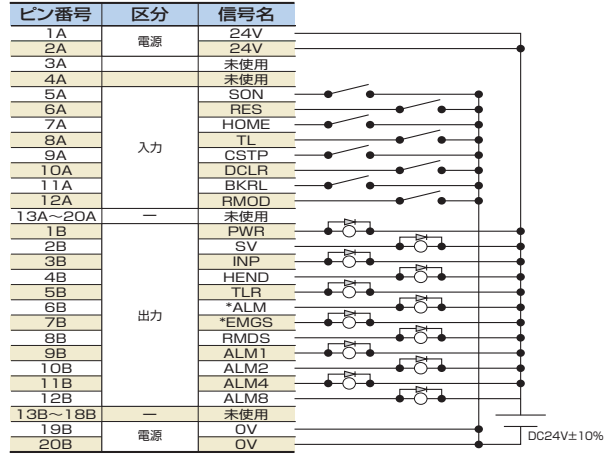 ピン番号 区分 信号名
1A 電源 24V
2A 24V
3A 未使用
4A 未使用
5A 入力 SON
6A RES
7A HOME
8A TL
9A CSTP
10A DCLR
11A BKRL
12A RMOD
13A～20A － 未使用
1B 出力 PWR
2B SV
3B INP
4B HEND
5B TLR
6B *ALM
7B *EMGS
8B RMDS
9B ALM1
10B ALM2
11B ALM4
12B ALM8
13B～18B － 未使用
19B 電源 0V
20B 0V
DC24V±10%